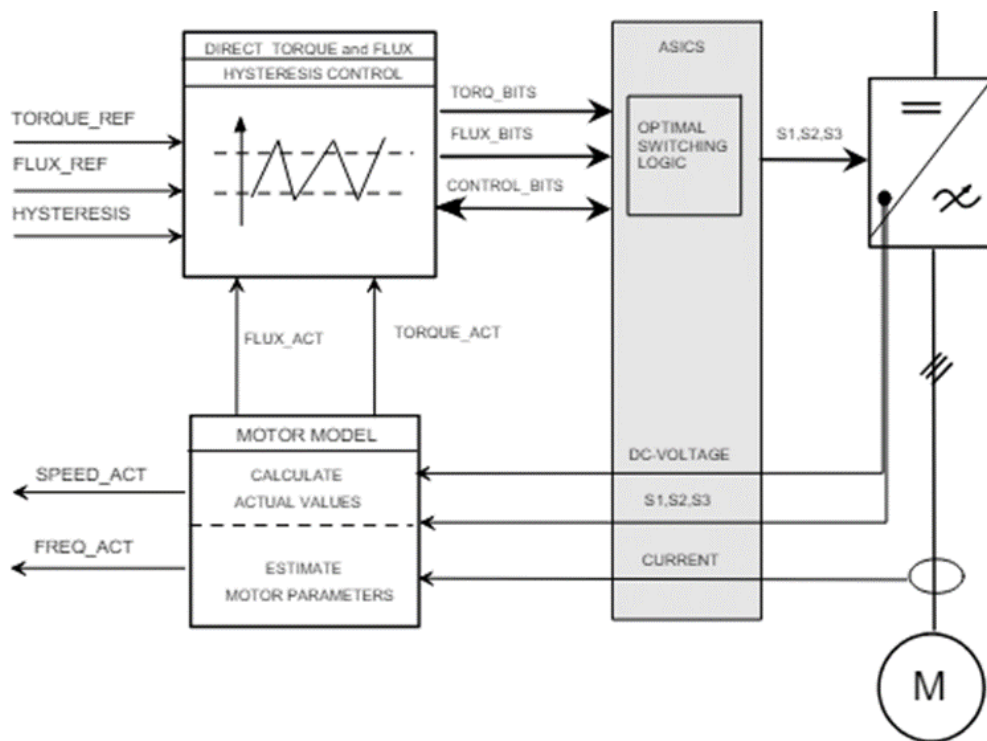 DIRECT TORQUE and FLUX
HYSTERESIS CONTROL
ASICS
TORQUE_REF
FLUX_REF
HYSTERESIS
TORQ_BITS
FLUX_BITS
CONTROL_BITS
OPTIMAL
SWITCHING
LOGIC
S1,S2,S3
FLUX_ACT
TORQUE_ACT
MOTOR MODEL
CALCULATE
ACTUAL VALUES
ESTIMATE
MOTOR PARAMETERS
SPEED_ACT
FREQ_ACT
DC-VOLTAGE
S1,S2,S3
CURRENT
M